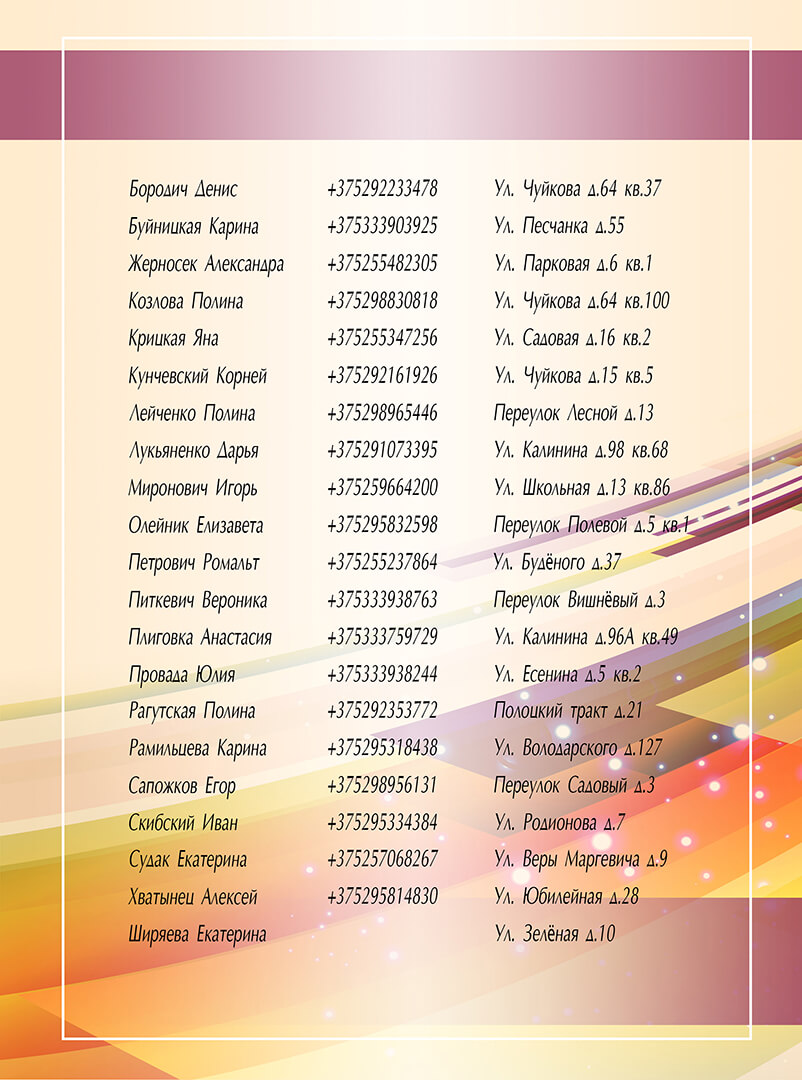 Бородич Денис +375292233478 Ул. Чуйкова д.64 кв.37
Буйницкая Карина +375333903925 Ул. Песчанка д.55
Жерносек Александра +375255482305 Ул. Парковая д.6 кв.1
Козлова Полина +375298830818 Ул. Чуйкова д.64 кв.100
Крицкая Яна +375255347256 Ул. Садовая д.16 кв.2
Кунчевский Корней +375292161926 Ул. Чуйкова д.15 кв.5
Лейченко Полина +375298965446 Переулок Лесной д.13
Лукьяненко Дарья +375291073395 Ул. Калинина д.98 кв.68
Миронович Игорь +375259664200 Ул. Школьная д.13 кв.86
Олейник Елизавета +375295832598 Переулок Полевой д.5 кв.1
Петрович Ромальт +375255237864 Ул. Будёного д.37
Питкевич Вероника +375333938763 Переулок Вишнёвый д.3
Плиговка Анастасия +375333759729 Ул. Калинина д.96А кв.49
Провада Юлия +375333938244 Ул. Есенина д.5 кв.2
Рагутская Полина +375292353772 Полоцкий тракт д.21
Рамильцева Карина +375295318438 Ул. Володарского д.127
Сапожков Егор +375298956131 Переулок Садовый д.3
Скибский Иван +375295334384 Ул. Родионова д.7
Судак Екатерина +375257068267 Ул. Веры Маргевича д.9
Хватынец Алексей +375295814830 Ул. Юбилейная д.28
Ширяева Екатерина Ул. Зелёная д.10